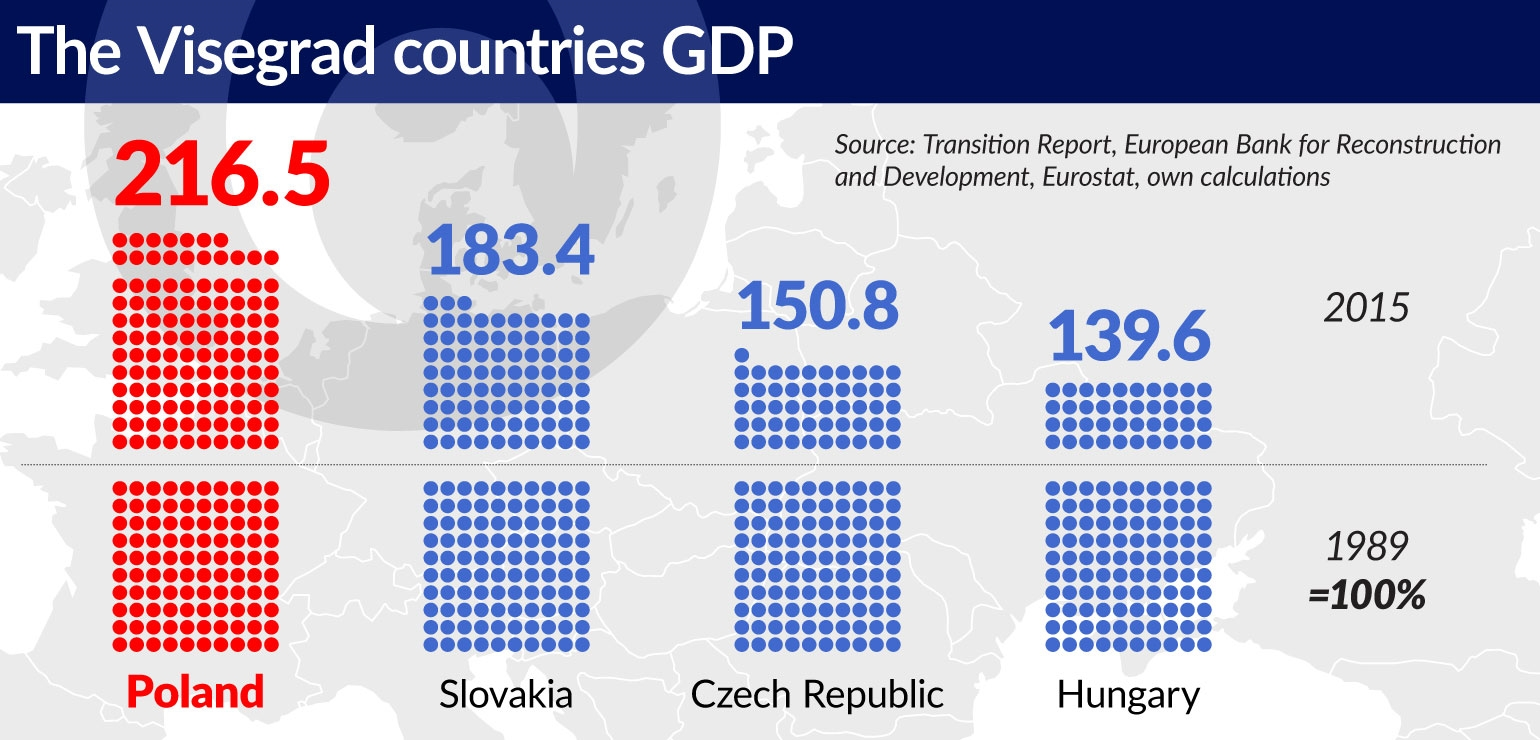 The Visegrad countries GDP
Source: Transition Report, European Bank for Reconstruction
and Development, Eurostat, own calculations
216.5
183.4
150.8
139.6
2015
1989
=100%
Poland
Slovakia
Czech Republic
Hungary